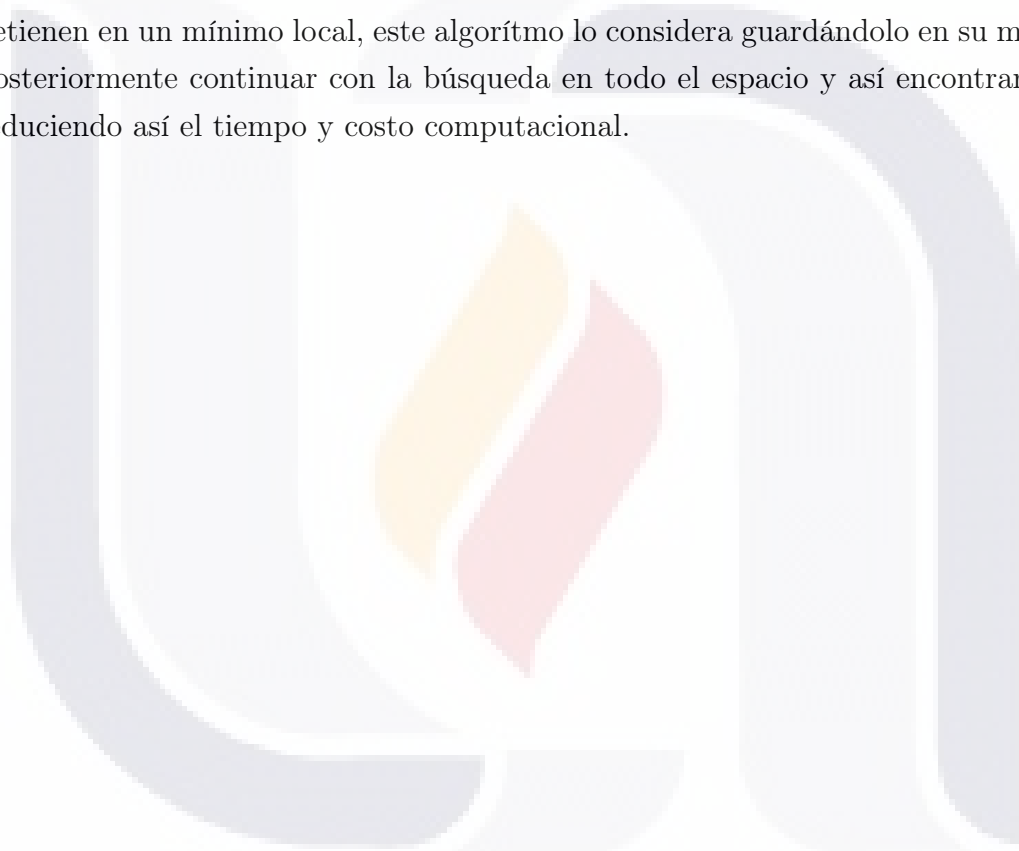 etienen en un mínimo local, este algorítmo lo considera guardándolo en su m
osteriormente continuar con la búsqueda en todo el espacio y así encontrar
duciendo así el tiempo y costo computacional.